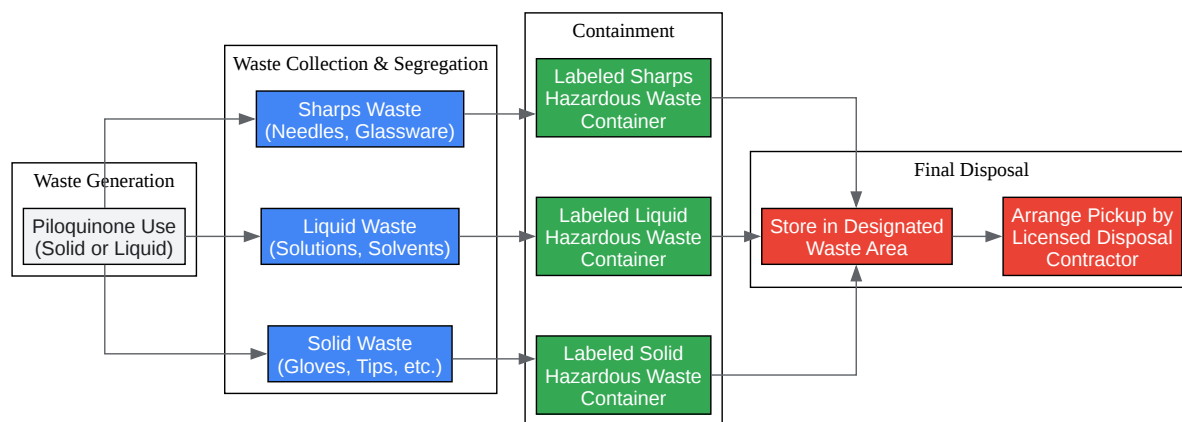 Waste Generation
Piloquinone Use
(Solid or Liquid)
Waste Collection & Segregation
Sharps Waste
(Needles, Glassware)
Liquid Waste
(Solutions, Solvents)
Solid Waste
(Gloves, Tips, etc.)
Containment
Labeled Sharps
Hazardous Waste
Container
Labeled Liquid
Hazardous Waste
Container
Labeled Solid
Hazardous Waste
Container
Final Disposal
Store in Designated
Waste Area
Arrange Pickup by
Licensed Disposal
Contractor